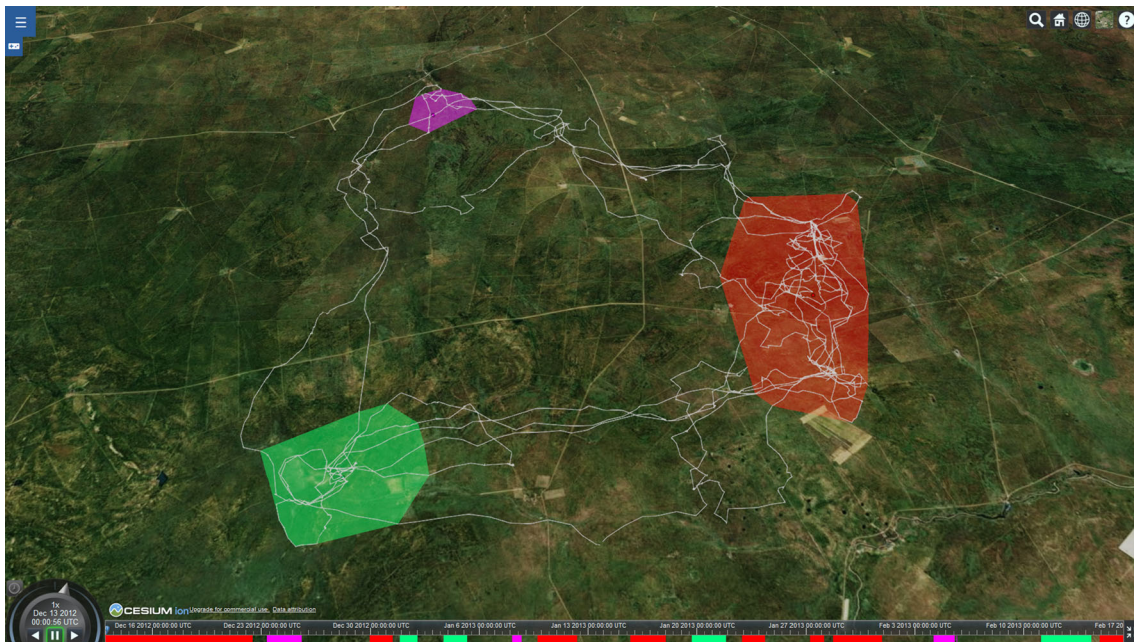 1x
Dec 13 2012
00:00:56 UTC
CESIUM ion Upgrade for commercial use. Data attribution
Dec 16 2012 00:00:00 UTC Dec 23 2012 00:00:00 UTC Dec 30 2012 00:00:00 UTC Jan 6 2013 00:00:00 UTC Jan 13 2013 00:00:00 UTC Jan 20 2013 00:00:00 UTC Jan 27 2013 00:00:00 UTC Feb 3 2013 00:00:00 UTC Feb 10 2013 00:00:00 UTC Feb 17 20
?